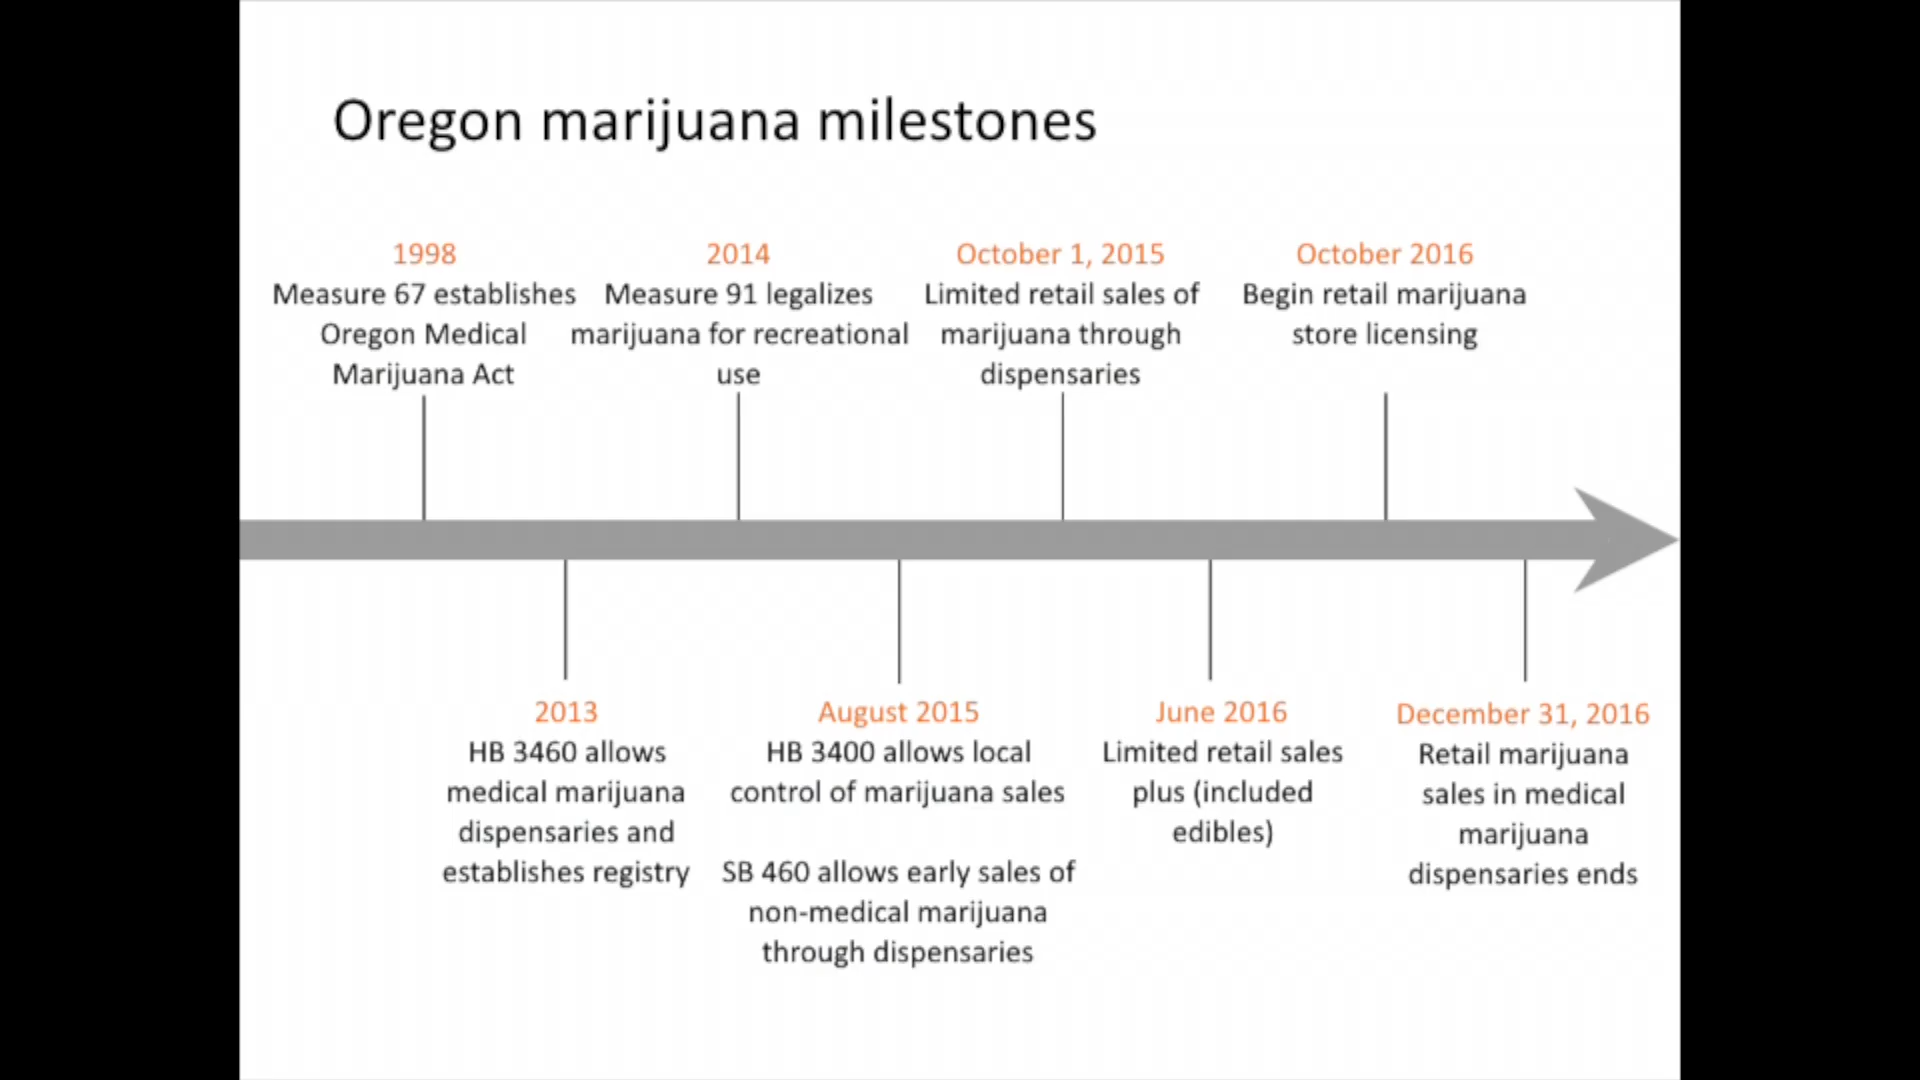 Oregon marijuana milestones
1998
Measure 67 establishes
Oregon Medical
Marijuana Act
2014
Measure 91 legalizes
marijuana for recreational
use
October 1, 2015
Limited retail sales of
marijuana through
dispensaries
October 2016
Begin retail marijuana
store licensing
2013
HB 3460 allows
medical marijuana
dispensaries and
establishes registry
August 2015
HB 3400 allows local
control of marijuana sales
SB 460 allows early sales of
non-medical marijuana
through dispensaries
June 2016
Limited retail sales
plus (included
edibles)
December 31, 2016
Retail marijuana
sales in medical
marijuana
dispensaries ends